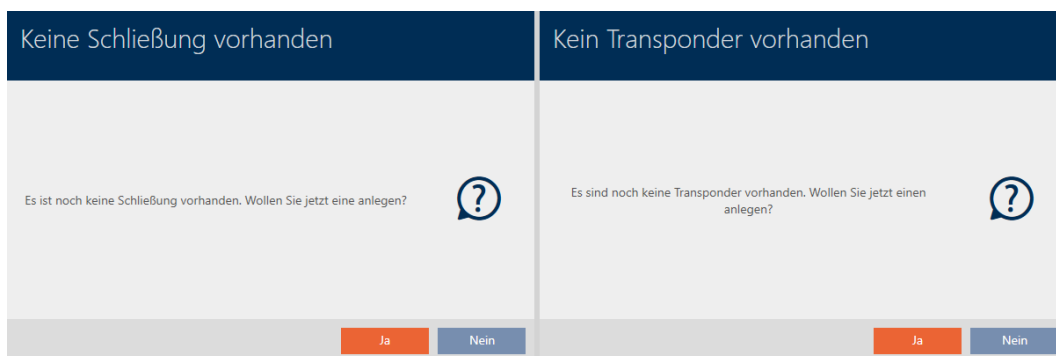 Keine Schließung vorhanden
Es ist noch keine Schließung vorhanden. Wollen Sie jetzt eine anlegen?
Ja
Nein
Kein Transponder vorhanden
Es sind noch keine Transponder vorhanden. Wollen Sie jetzt einen
anlegen?
Ja
Nein